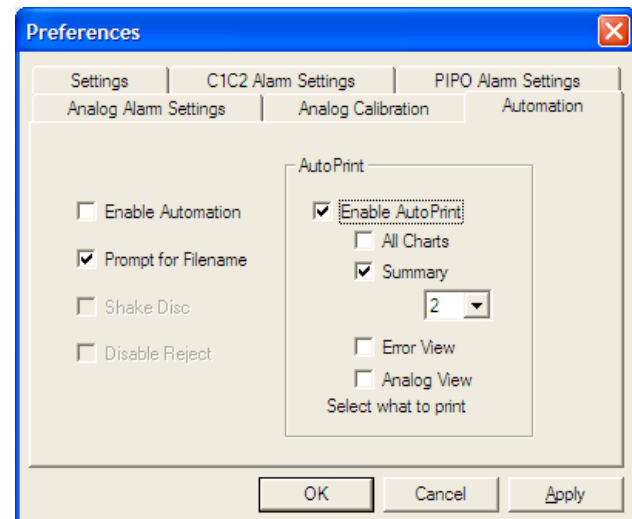 Preferences
Settings
C1C2 Alarm Settings
PIPO Alarm Settings
Analog Alarm Settings
Analog Calibration
Automation
Enable Automation
Prompt for Filename
Shake Disc
Disable Reject
AutoPrint
Enable AutoPrint
All Charts
Summary
2
Error View
Analog View
Select what to print
OK
Cancel
Apply